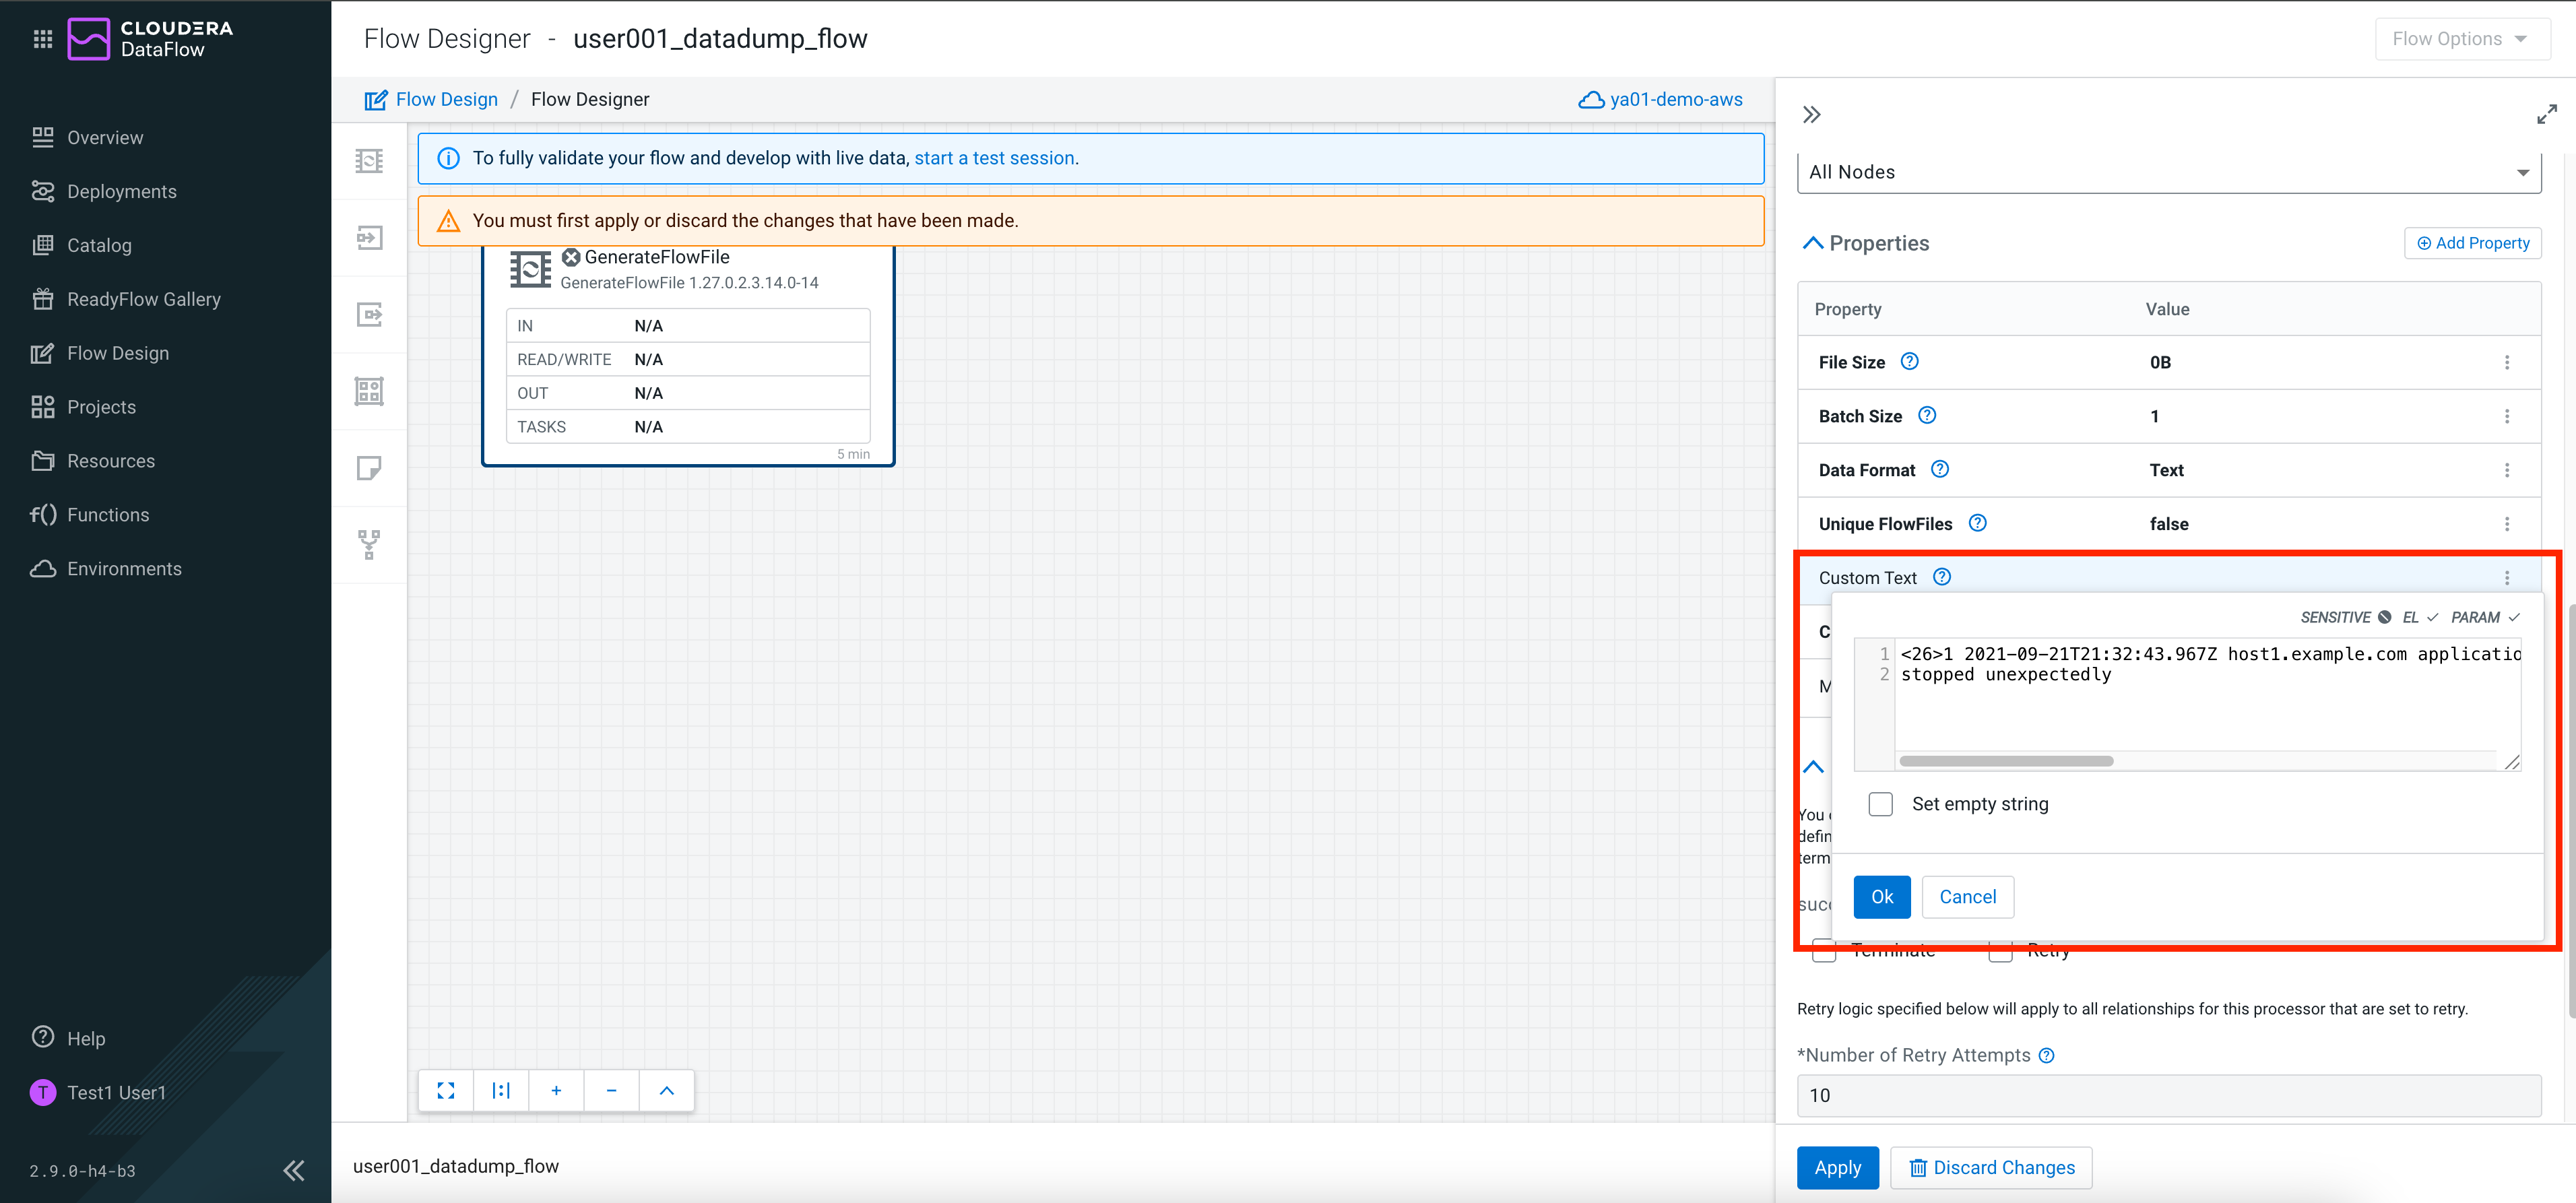 CLOUDERA
DataFlow
Overview
Deployments
Catalog
ReadyFlow Gallery
Flow Design
Projects
Resources
f() Functions
Environments
Help
T Test1 User1
2.9.0-h4-b3
Flow Designer - user001_datadump_flow
Flow Options
Flow Design / Flow Designer
ya01-demo-aws
To fully validate your flow and develop with live data, start a test session.
You must first apply or discard the changes that have been made.
GenerateFlowFile
GenerateFlowFile 1.27.0.2.3.14.0-14
IN N/A
READ/WRITE N/A
OUT N/A
TASKS N/A
5 min
user001_datadump_flow
All Nodes
Properties
Add Property
Property Value
File Size 0B
Batch Size 1
Data Format Text
Unique FlowFiles false
Custom Text
SENSITIVE EL PARAM
1 <26>1 2021-09-21T21:32:43.967Z host1.example.com applicatio
2 stopped unexpectedly
C
M
Set empty string
You
defin
term
Ok
Cancel
succ
Terminate Retry
Retry logic specified below will apply to all relationships for this processor that are set to retry.
*Number of Retry Attempts
10
Apply
Discard Changes